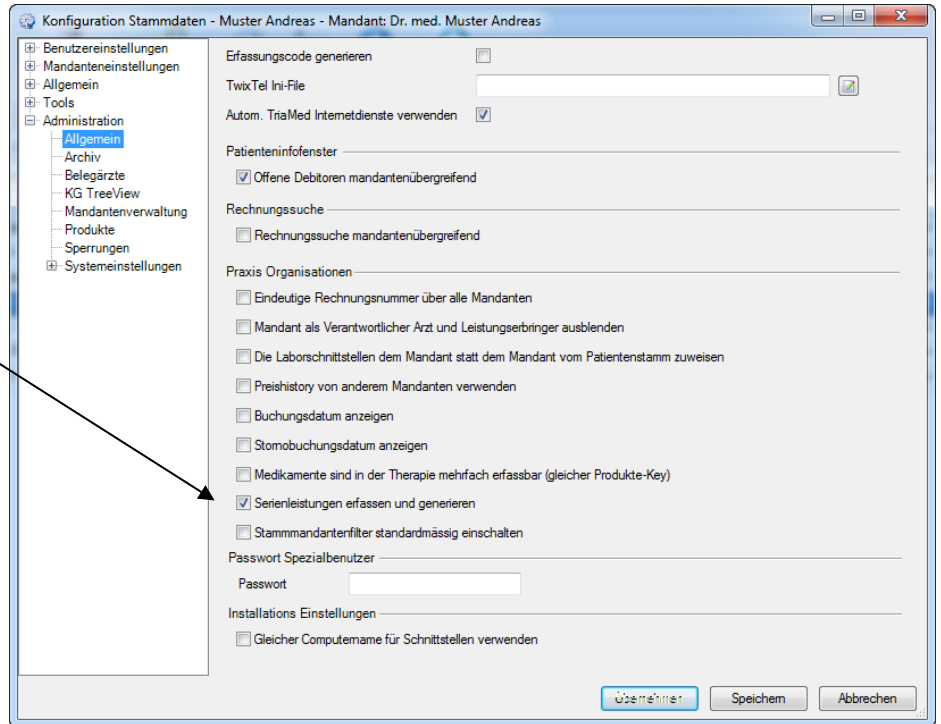 Konfiguration Stammdaten - Muster Andreas - Mandant: Dr. med. Muster Andreas
Benutzereinstellungen
Mandanteneinstellungen
Allgemein
Tools
Administration
Allgemein
Archiv
Belegärzte
KG TreeView
Mandantenverwaltung
Produkte
Sperrungen
Systemeinstellungen
Erfassungscode generieren
TwixTel Ini-File
Autom. TriaMed Internetdienste verwenden
Patienteninfofenster
Offene Debitoren mandantenübergreifend
Rechnungssuche
Rechnungssuche mandantenübergreifend
Praxis Organisationen
Eindeutige Rechnungsnummer über alle Mandanten
Mandant als Verantwortlicher Arzt und Leistungserbringer ausblenden
Die Laborschnittstellen dem Mandant statt dem Mandant vom Patientenstamm zuweisen
Preishistory von anderem Mandanten verwenden
Buchungsdatum anzeigen
Stornobuchungsdatum anzeigen
Medikamente sind in der Therapie mehrfach erfassbar (gleicher Produkte-Key)
Serienleistungen erfassen und generieren
Stammmandantenfilter standardmässig einschalten
Passwort Spezialbenutzer
Passwort
Installations Einstellungen
Gleicher Computername für Schnittstellen verwenden
Übernehmen Speichern Abbrechen